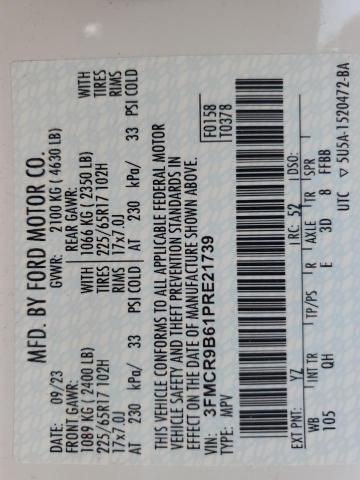 MFD. BY FORD MOTOR CO.
DATE: 09/23 GVWR: 2100 KG ( 4630 LB)
FRONT GAWR: REAR GAWR: WITH
1089 KG ( 2400 LB) WITH 1066 KG ( 2350 LB) TIRES
225/65R17 102H TIRES 225/65R17 102H RIMS
17x7.0J RIMS 17x7.0J
AT 230 kPa/ 33 PSI COLD AT 230 kPa/ 33 PSI COLD
THIS VEHICLE CONFORMS TO ALL APPLICABLE FEDERAL MOTOR
VEHICLE SAFETY AND THEFT PREVENTION STANDARDS IN
EFFECT ON THE DATE OF MANUFACTURE SHOWN ABOVE.
VIN: 3FMCR9B61PRE21739 F0158
TYPE: MPV T0378
EXT PNT: YZ RC: 52 DSO:
WB TP/PS R AXLE TR SPR
105 QH E 3D 8 FFBB
UTC ▽ 5U5A-1520472-BA